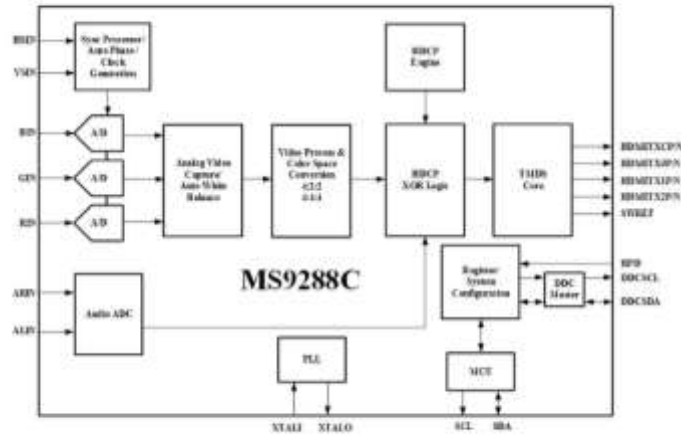 HSIN
VSIN
Sync Processor/
Auto Phase/
Clock
Generation
HDCP
Engine
BIN
GIN
RIN
A/D
A/D
A/D
Analog Video
Capture/
Auto White
Balance
Video Process &
Color Space
Conversion
4:2:2
4:4:4
HDCP
XOR Logic
TMDS
Core
HDMITXCP/N
HDMITX0P/N
HDMITX1P/N
HDMITX2P/N
SWRET
MS9288C
Register
System
Configuration
HPD
DDCSCL
DDC
Master
DDCSDA
ARIN
ALIN
Audio ADC
PLL
XTALI
XTALO
SCL
SDA